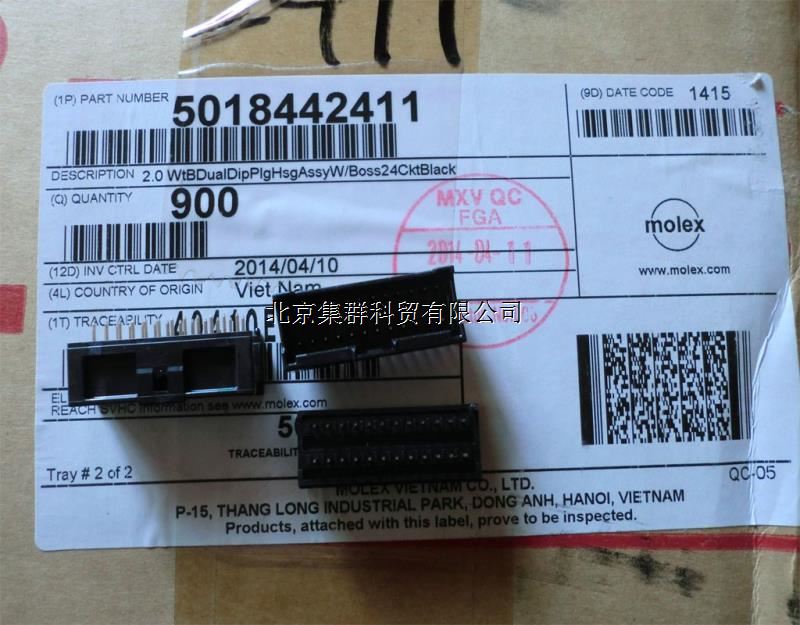 (1P) PART NUMBER 5018442411
(9D) DATE CODE 1415
DESCRIPTION 2.0 WtBDualDipPlgHsgAssyW/Boss24CktBlack
(Q) QUANTITY 900
MXV QC
FGA
2014 04-11
molex
www.molex.com
(12D) INV CTRL DATE 2014/04/10
(4L) COUNTRY OF ORIGIN Viet Nam
北京集群科贸有限公司
(1T) TRACEABILITY
REACH SVHC information see www.molex.com
TRACEABILITY
Tray # 2 of 2
QC-05
MOLEX VIETNAM CO., LTD.
P-15, THANG LONG INDUSTRIAL PARK, DONG ANH, HANOI, VIETNAM
Products, attached with this label, prove to be inspected.